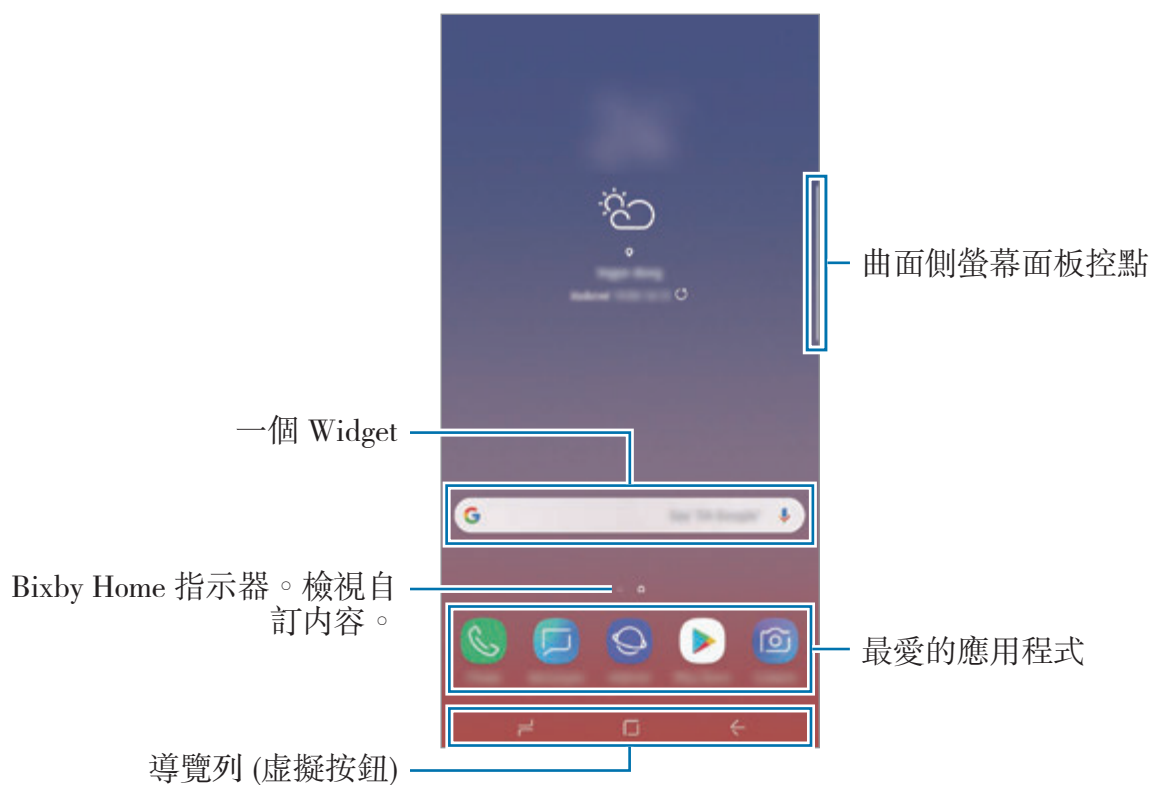 曲面側螢幕面板控點
一個 Widget
Bixby Home 指示器。檢視自
訂内容。
最愛的應用程式
導覽列 (虛擬按鈕)